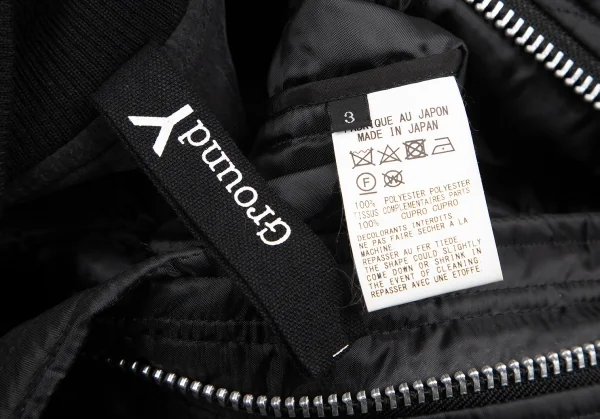 GroundY
3
FABRIQUE AU JAPON
MADE IN JAPAN
F
100% POLYESTER POLYESTER
TISSUS COMPLEMENTAIRES PARTS
100% CUPRO CUPRO
DECOLORANTS INTERDITS
NE PAS FAIRE SECHER A LA
MACHINE
REPASSER AU FER TIEDE
THE SHAPE COULD SLIGHTLY
COME DOWN OR SHRINK IN
THE EVENT OF CLEANING.
REPASSER AVEC UNE ETOFFE